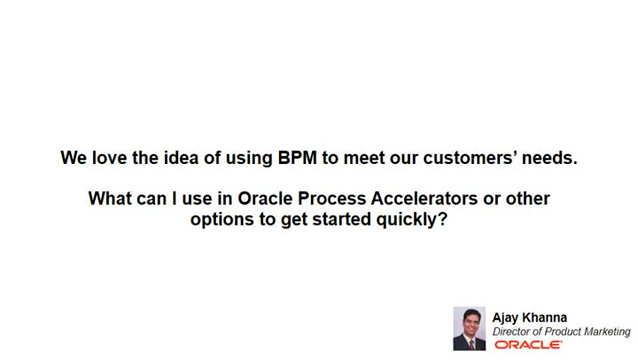 We love the idea of using BPM to meet our customers' needs.
What can I use in Oracle Process Accelerators or other
options to get started quickly?
Ajay Khanna
Director of Product Marketing
ORACLE